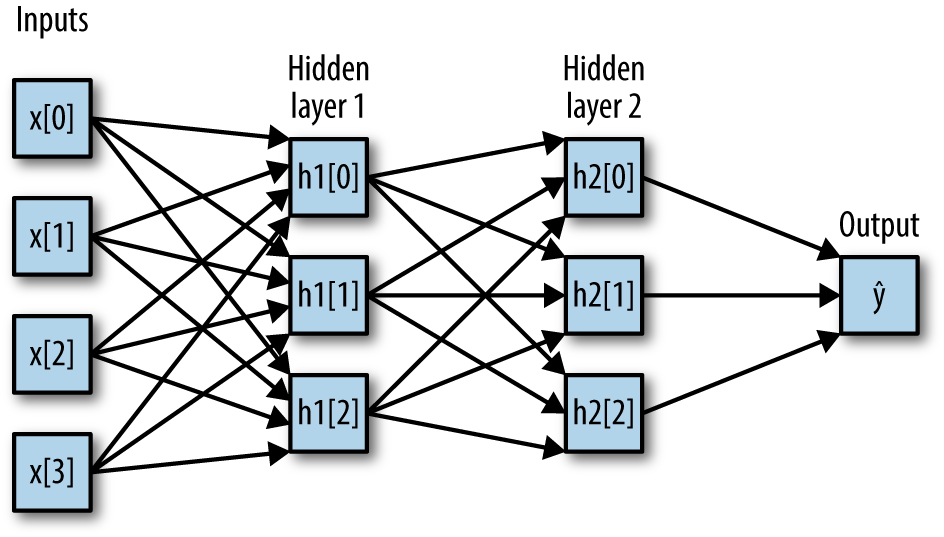 Inputs
x[0]
x[1]
x[2]
x[3]
Hidden
layer 1
h1[0]
h1[1]
h1[2]
Hidden
layer 2
h2[0]
h2[1]
h2[2]
Output
ŷ